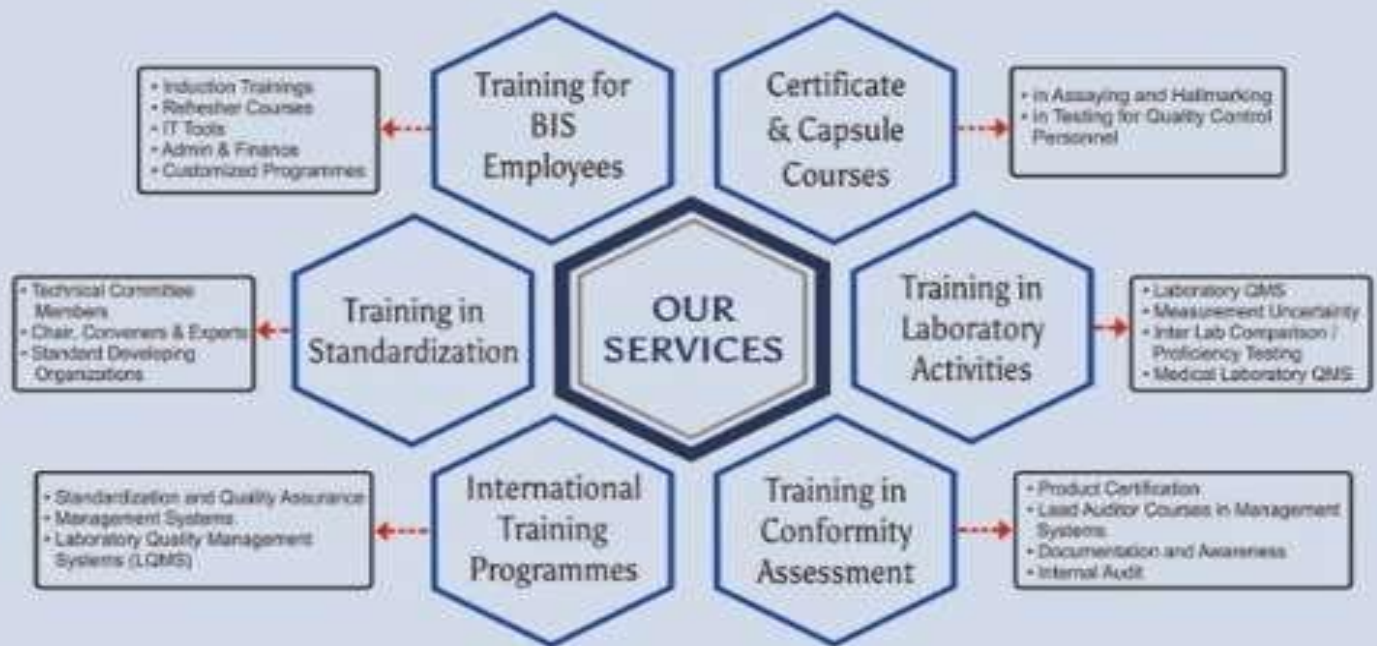 • Induction Trainings
• Refresher Courses
• IT Tools
• Admin & Finance
• Customized Programmes
Training for
BIS
Employees
Certificate
& Capsule
Courses
• in Assaying and Hallmarking
• in Testing for Quality Control
Personnel
• Technical Committee
Members
• Chair, Conveners & Experts
• Standard Developing
Organizations
Training in
Standardization
OUR
SERVICES
Training in
Laboratory
Activities
• Laboratory QMS
• Measurement Uncertainty
• Inter Lab Comparison /
Proficiency Testing
• Medical Laboratory QMS
• Standardization and Quality Assurance
• Management Systems
• Laboratory Quality Management
Systems (LQMS)
International
Training
Programmes
Training in
Conformity
Assessment
• Product Certification
• Lead Auditor Courses in Management
Systems
• Documentation and Awareness
• Internal Audit